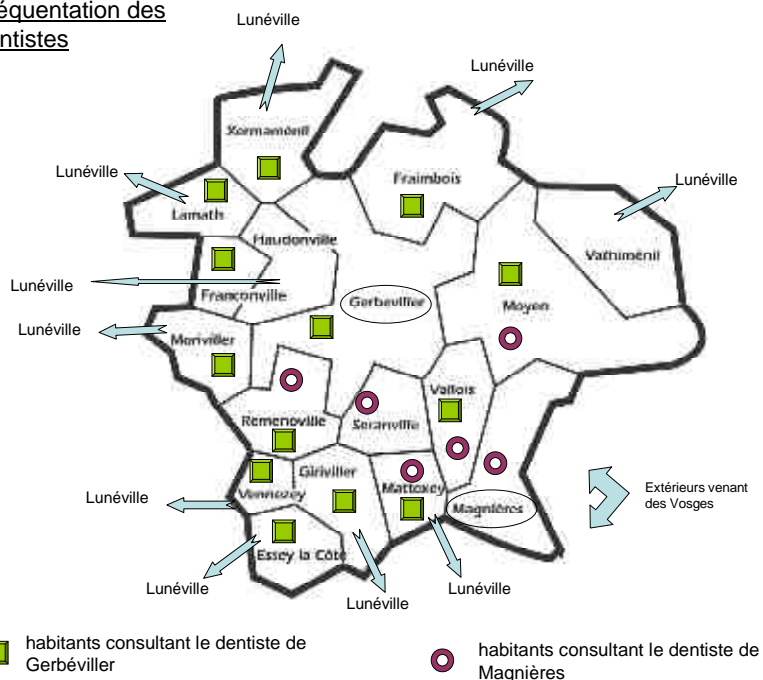 équentation des
entistes
Lunéville
Lunéville
Xermaménil
Lunéville
Fraimbois
Lunéville
Lamath
Haudonville
Vathiménil
Lunéville
Franconville
Gerbéviller
Moyen
Lunéville
Moriviller
Vallois
Remenoville
Seranville
Giriviller
Mattexey
Vennezey
Magnières
Extérieurs venant
des Vosges
Lunéville
Essey la Côte
Lunéville
Lunéville
Lunéville
habitants consultant le dentiste de
Gerbéviller
habitants consultant le dentiste de
Magnières